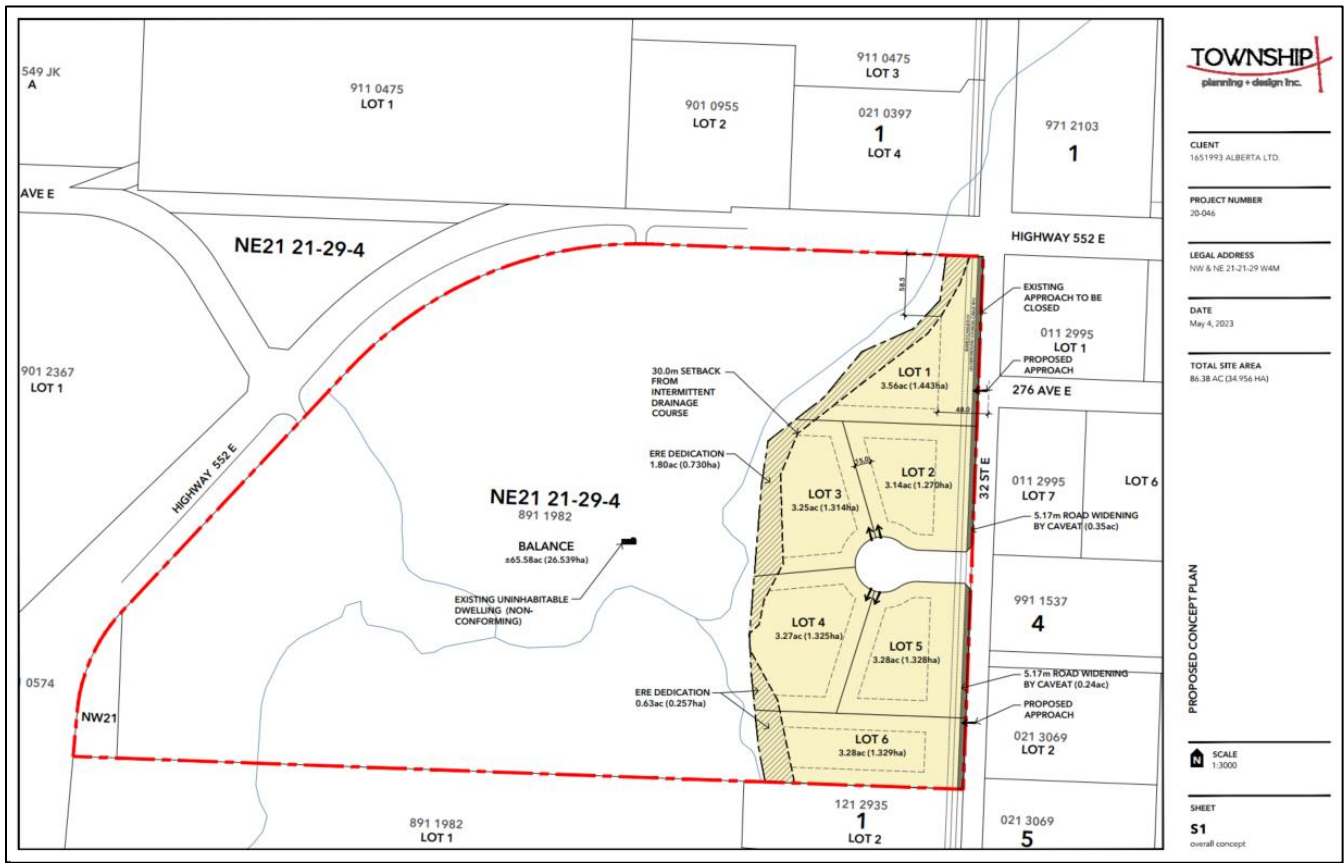 549 JK
A
911 0475
LOT 1
901 0955
LOT 2
911 0475
LOT 3
021 0397
1
LOT 4
971 2103
1
AVE E
NE21 21-29-4
HIGHWAY 552 E
58.5
EXISTING
APPROACH TO BE
CLOSED
011 2995
LOT 1
901 2367
LOT 1
30.0m SETBACK
FROM
INTERMITTENT
DRAINAGE
COURSE
LOT 1
3.56ac (1.443ha)
PROPOSED
APPROACH
276 AVE E
48.0
HIGHWAY 552 E
ERE DEDICATION
1.80ac (0.730ha)
15.0
LOT 2
3.14ac (1.270ha)
32 ST E
LOT 3
3.25ac (1.314ha)
011 2995
LOT 7
LOT 6
NE21 21-29-4
891 1982
BALANCE
±65.58ac (26.539ha)
5.17m ROAD WIDENING
BY CAVEAT (0.35ac)
EXISTING UNINHABITABLE
DWELLING (NON-
CONFORMING)
LOT 4
3.27ac (1.325ha)
LOT 5
3.28ac (1.328ha)
991 1537
4
0574
NW21
ERE DEDICATION
0.63ac (0.257ha)
5.17m ROAD WIDENING
BY CAVEAT (0.24ac)
PROPOSED
APPROACH
LOT 6
3.28ac (1.329ha)
021 3069
LOT 2
891 1982
LOT 1
121 2935
1
LOT 2
021 3069
5
TOWNSHIP
planning + design inc.
CLIENT
1651993 ALBERTA LTD.
PROJECT NUMBER
20-046
LEGAL ADDRESS
NW & NE 21-21-29 W4M
DATE
May 4, 2023
TOTAL SITE AREA
86.38 AC (34.956 HA)
PROPOSED CONCEPT PLAN
N
SCALE
1:3000
SHEET
S1
overall concept